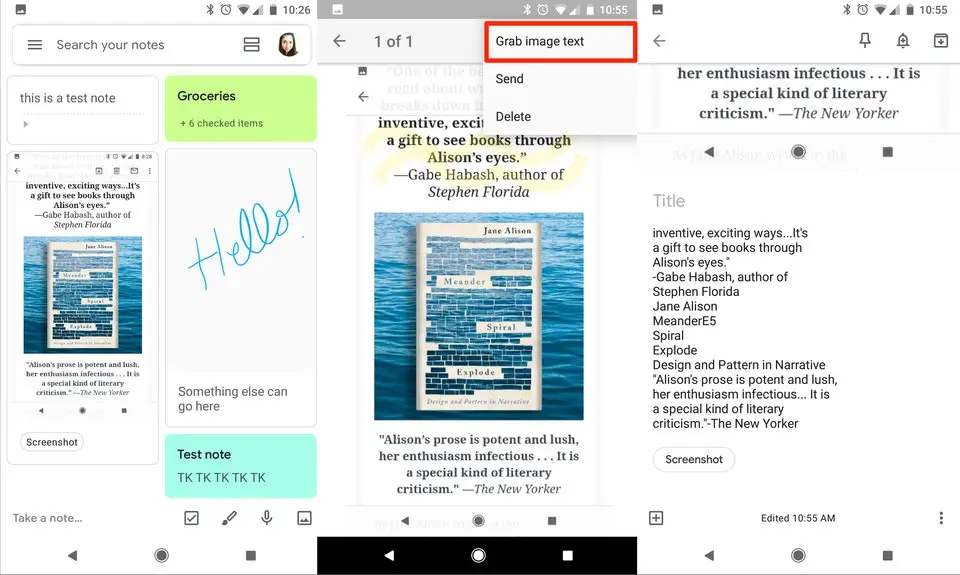 10:26
Search your notes
this is a test note
Groceries
+ 6 checked items
8:28
inventive, exciting ways...It's
a gift to see books through
Alison's eyes."
—Gabe Habash, author of
Stephen Florida
Jane Alison
Meander
Spiral
Explode
Design and Pattern in Narrative
"Alison's prose is potent and lush,
her enthusiasm infectious . . . It is
a special kind of literary
criticism." —The New Yorker
Screenshot
Hello!
Something else can
go here
Test note
TK TK TK TK TK
Take a note...
10:55
1 of 1
Grab image text
Send
Delete
"One of the be
read about w
breaks down i
inventive, exci
a gift to see books through
Alison's eyes."
—Gabe Habash, author of
Stephen Florida
Jane Alison
Meander
Spiral
Explode
Design and Pattern in Narrative
"Alison's prose is potent and lush,
her enthusiasm infectious . . . It is
a special kind of literary
criticism." —The New Yorker
10:55
her enthusiasm infectious . . . It is
a special kind of literary
criticism." —The New Yorker
As Jane Alison writes in the
Title
inventive, exciting ways...It's
a gift to see books through
Alison's eyes."
-Gabe Habash, author of
Stephen Florida
Jane Alison
MeanderE5
Spiral
Explode
Design and Pattern in Narrative
"Alison's prose is potent and lush,
her enthusiasm infectious... It is
a special kind of literary
criticism."-The New Yorker
Screenshot
Edited 10:55 AM